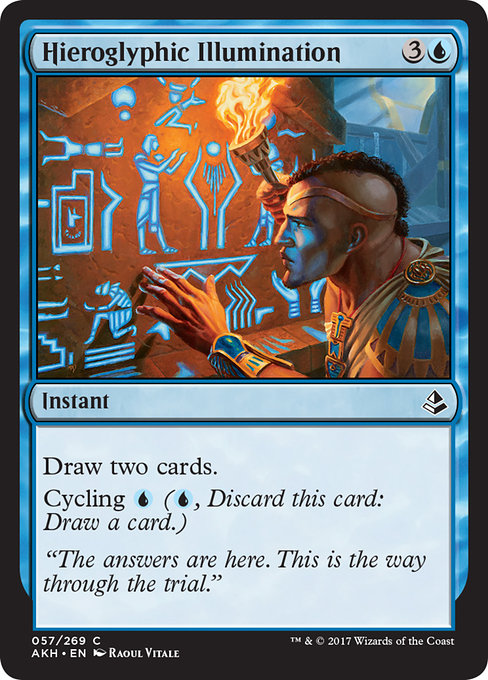 Hieroglyphic Illumination 3
Instant
Draw two cards.
Cycling (, Discard this card:
Draw a card.)
“The answers are here. This is the way
through the trial.”
057/269 C
™ & © 2017 Wizards of the Coast
AKH • EN Raoul Vitale